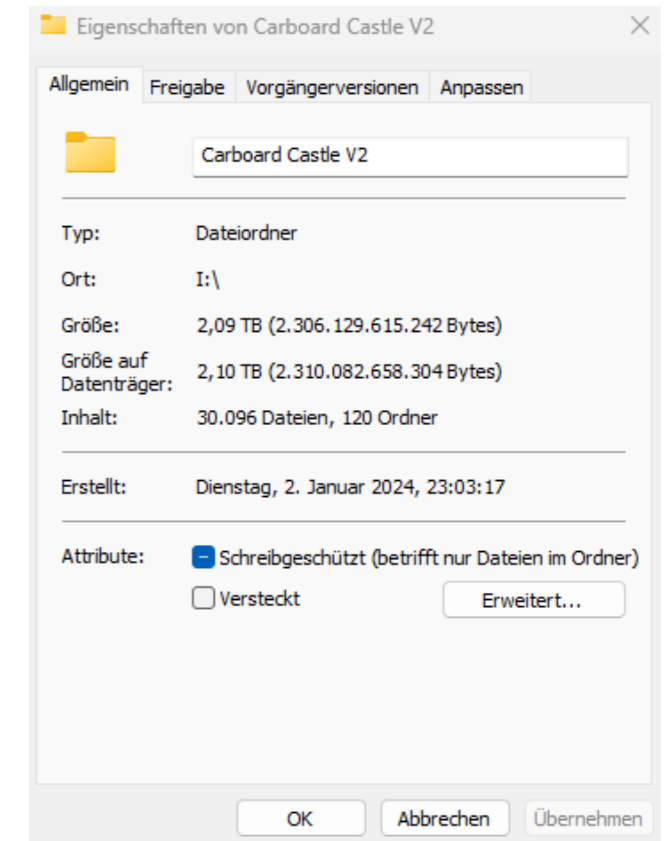 Eigenschaften von Carboard Castle V2
Allgemein Freigabe Vorgängerversionen Anpassen
Carboard Castle V2
Typ: Dateiordner
Ort: I:\
Größe: 2,09 TB (2.306.129.615.242 Bytes)
Größe auf
Datenträger: 2,10 TB (2.310.082.658.304 Bytes)
Inhalt: 30.096 Dateien, 120 Ordner
Erstellt: Dienstag, 2. Januar 2024, 23:03:17
Attribute: Schreibgeschützt (betrifft nur Dateien im Ordner)
Versteckt Erweitert...
OK Abbrechen Übernehmen